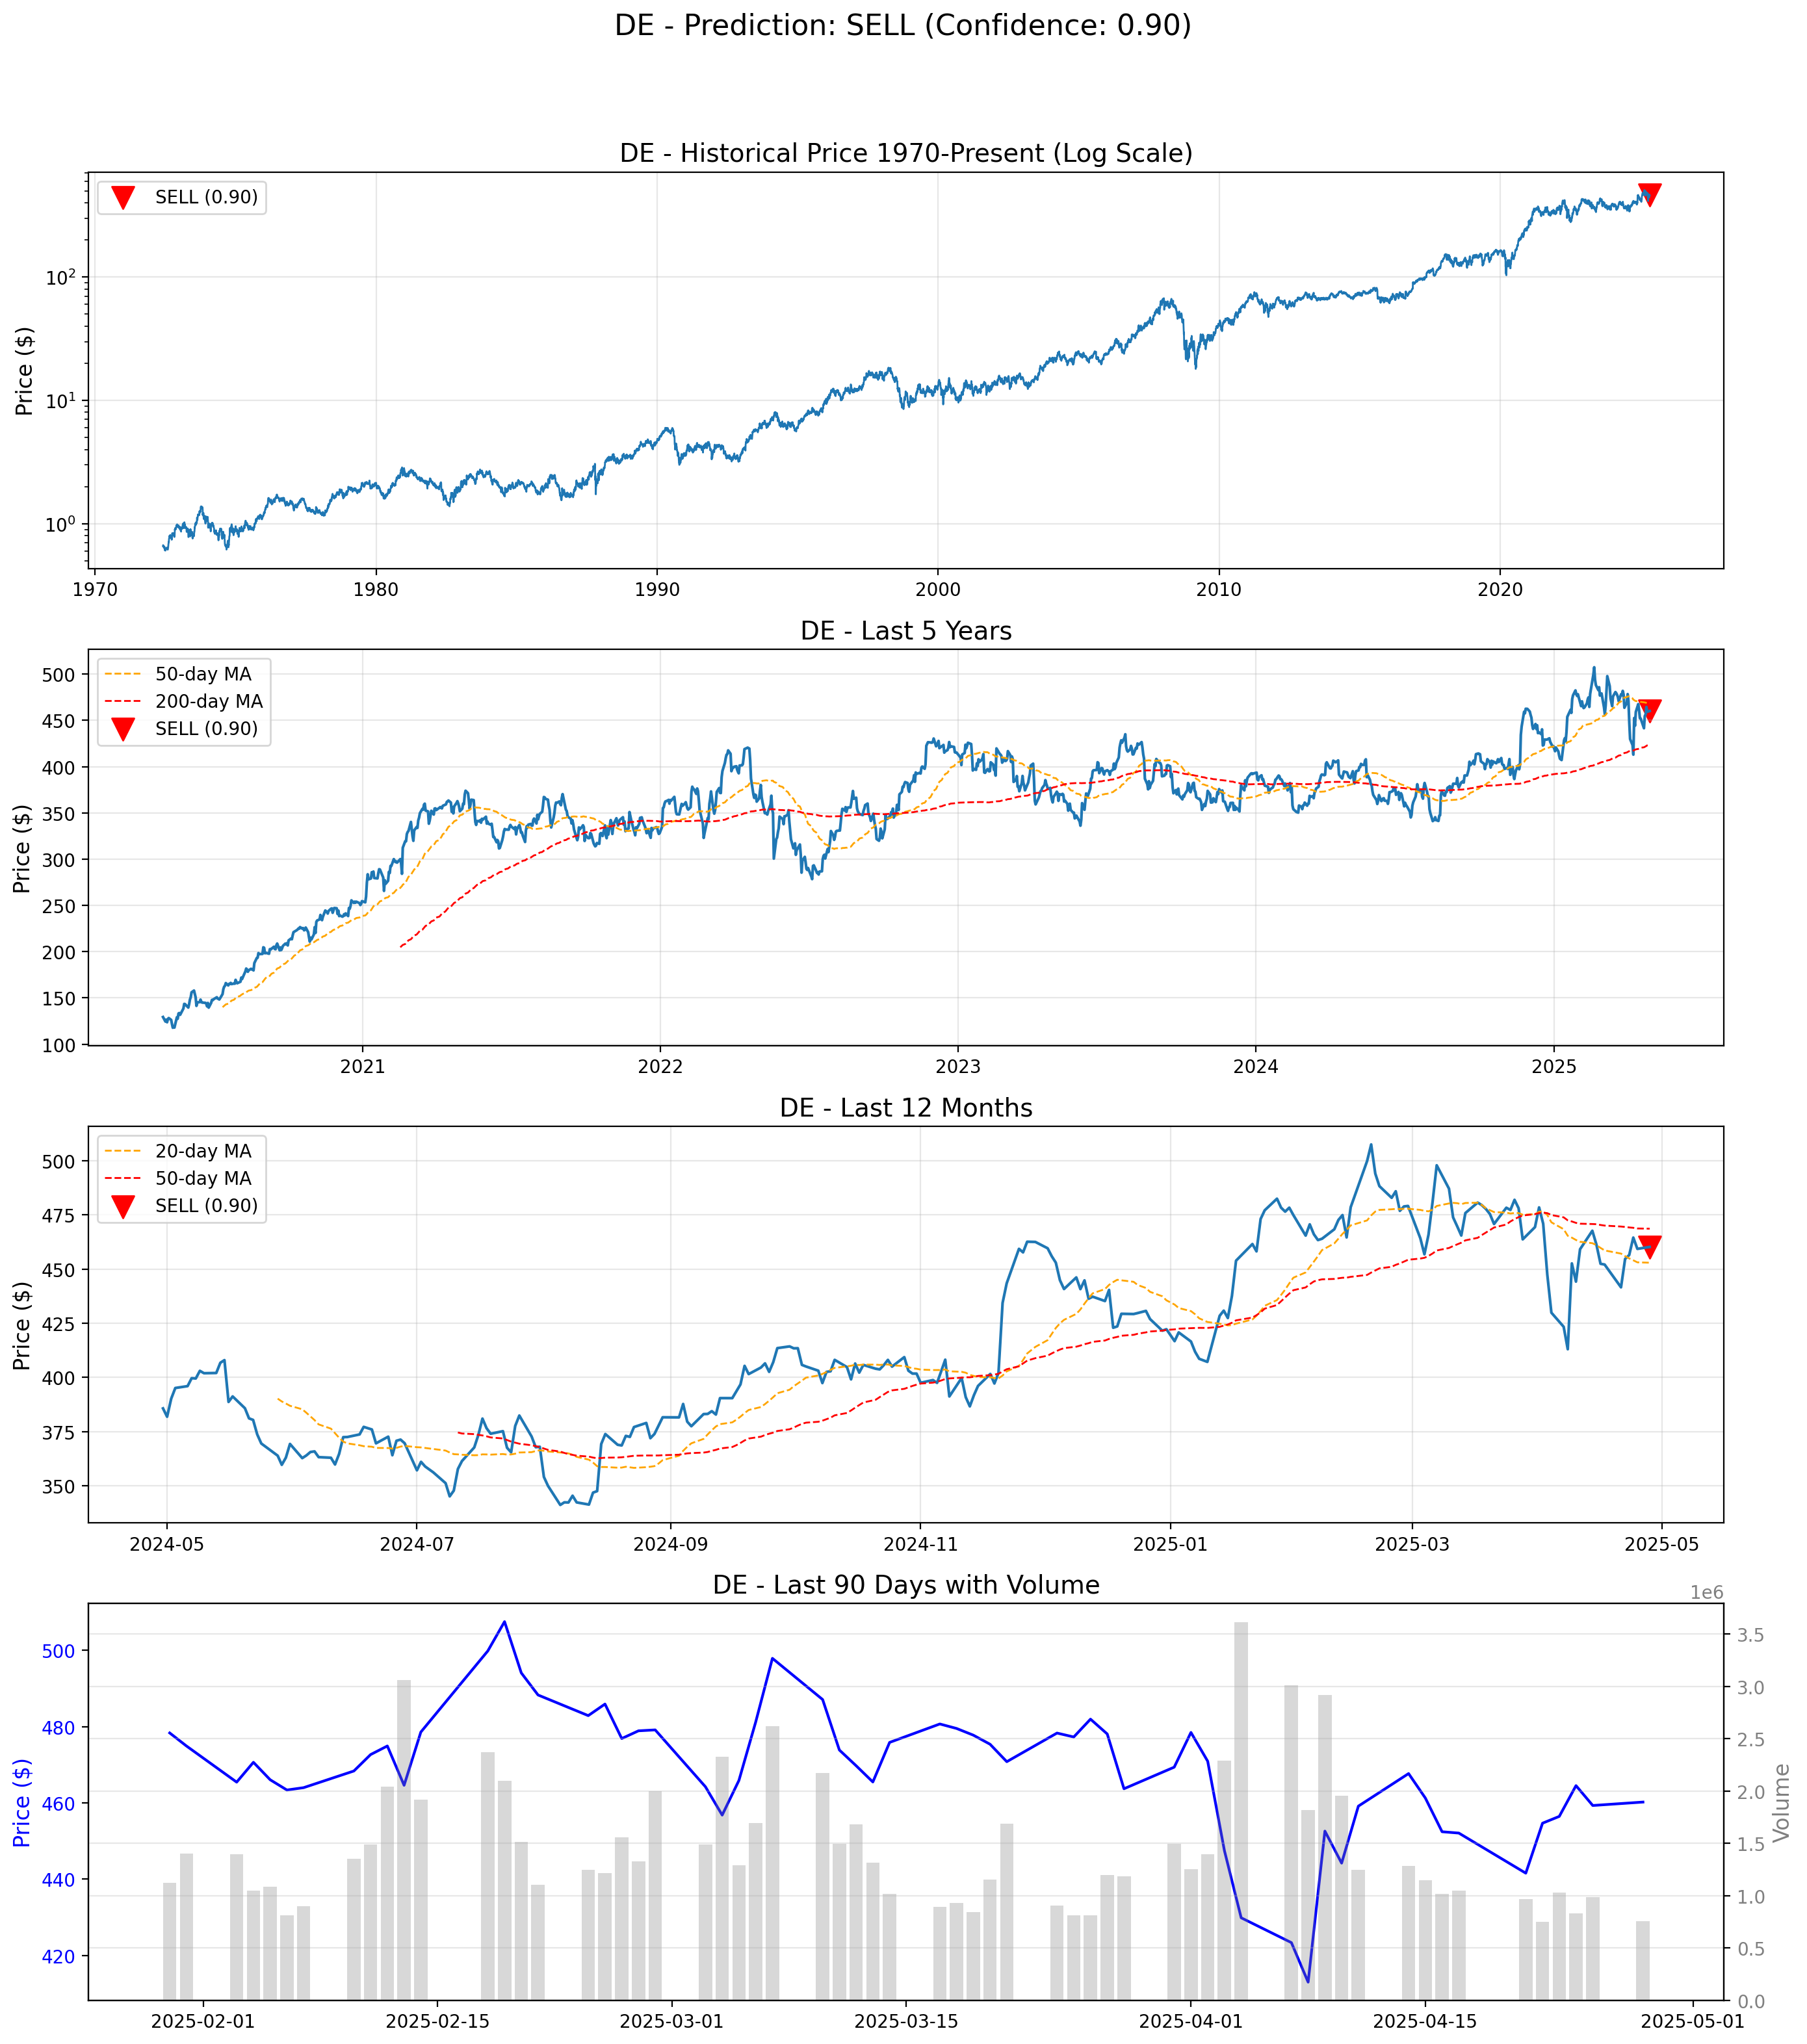 DE - Prediction: SELL (Confidence: 0.90)
DE - Historical Price 1970-Present (Log Scale)
SELL (0.90)
Price ($)
10²
10¹
10⁰
1970 1980 1990 2000 2010 2020
DE - Last 5 Years
50-day MA
200-day MA
SELL (0.90)
Price ($)
500
450
400
350
300
250
200
150
100
2021 2022 2023 2024 2025
DE - Last 12 Months
20-day MA
50-day MA
SELL (0.90)
Price ($)
500
475
450
425
400
375
350
2024-05 2024-07 2024-09 2024-11 2025-01 2025-03 2025-05
DE - Last 90 Days with Volume
1e6
Price ($)
500
480
460
440
420
3.5
3.0
2.5
2.0
1.5
1.0
0.5
0.0
Volume
2025-02-01 2025-02-15 2025-03-01 2025-03-15 2025-04-01 2025-04-15 2025-05-01